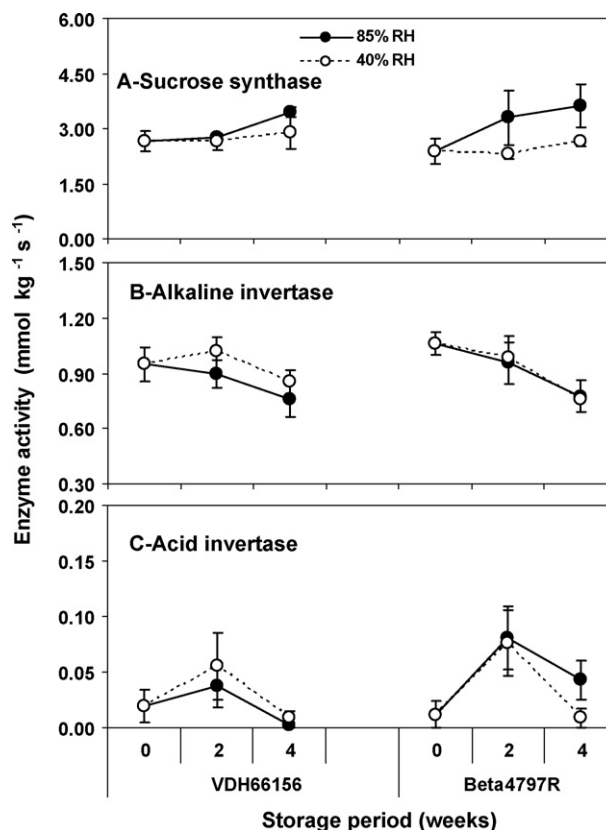 85% RH
40% RH
A-Sucrose synthase
6.00
4.50
3.00
1.50
0.00
B-Alkaline invertase
1.50
1.20
0.90
0.60
0.30
C-Acid invertase
0.20
0.15
0.10
0.05
0.00
Enzyme activity (mmol kg⁻¹ s⁻¹)
0 2 4 0 2 4
VDH66156 Beta4797R
Storage period (weeks)